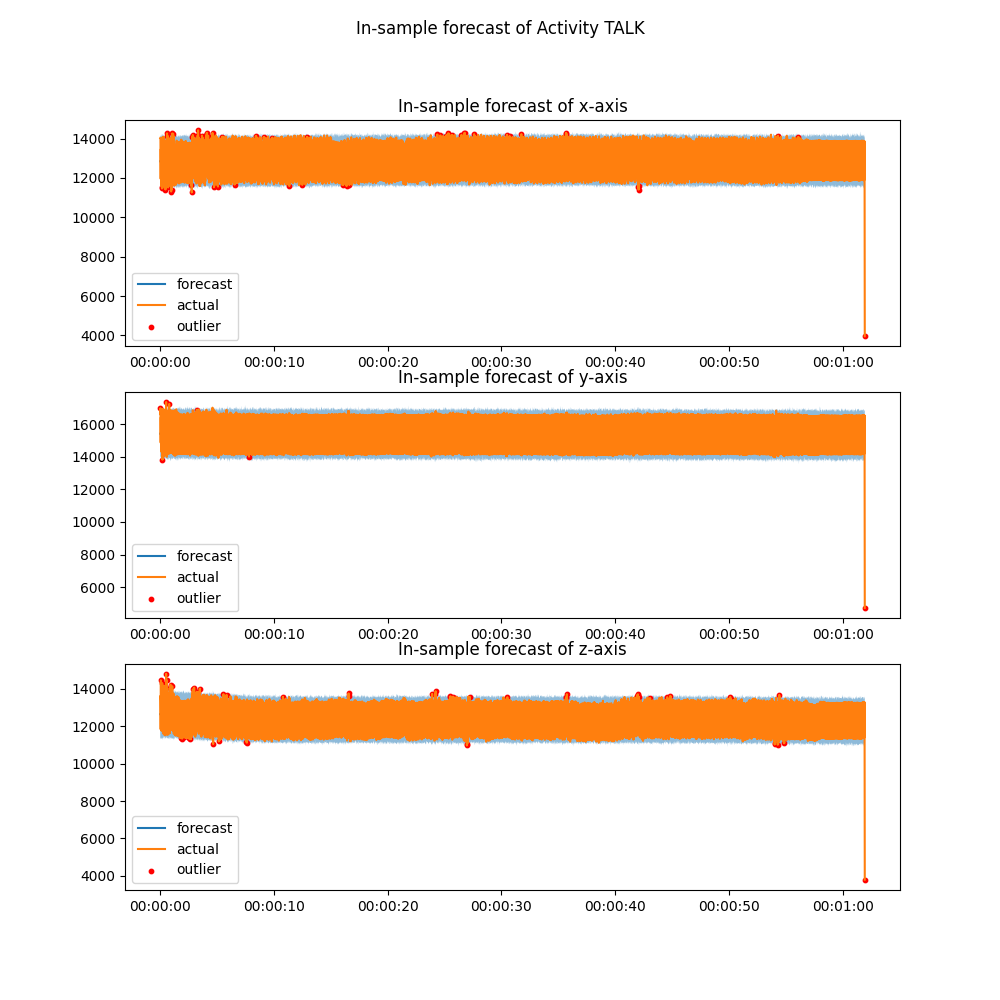 In-sample forecast of Activity TALK
In-sample forecast of x-axis
14000
12000
10000
8000
6000
4000
forecast
actual
outlier
00:00:00 00:00:10 00:00:20 00:00:30 00:00:40 00:00:50 00:01:00
In-sample forecast of y-axis
16000
14000
12000
10000
8000
6000
forecast
actual
outlier
00:00:00 00:00:10 00:00:20 00:00:30 00:00:40 00:00:50 00:01:00
In-sample forecast of z-axis
14000
12000
10000
8000
6000
4000
forecast
actual
outlier
00:00:00 00:00:10 00:00:20 00:00:30 00:00:40 00:00:50 00:01:00